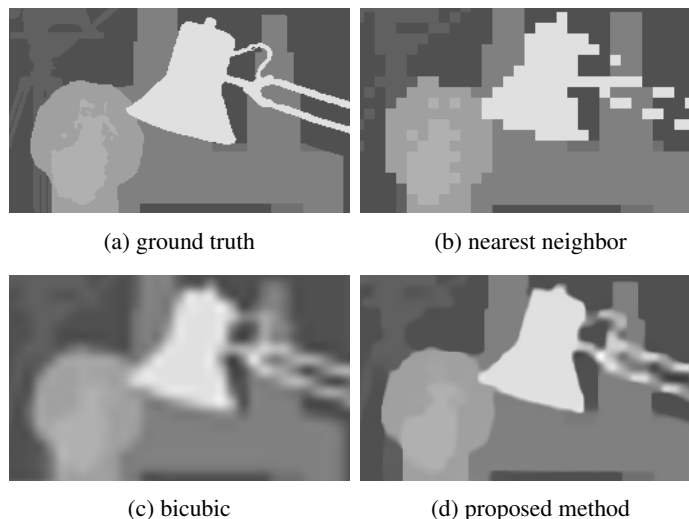 (a) ground truth
(b) nearest neighbor
(c) bicubic
(d) proposed method